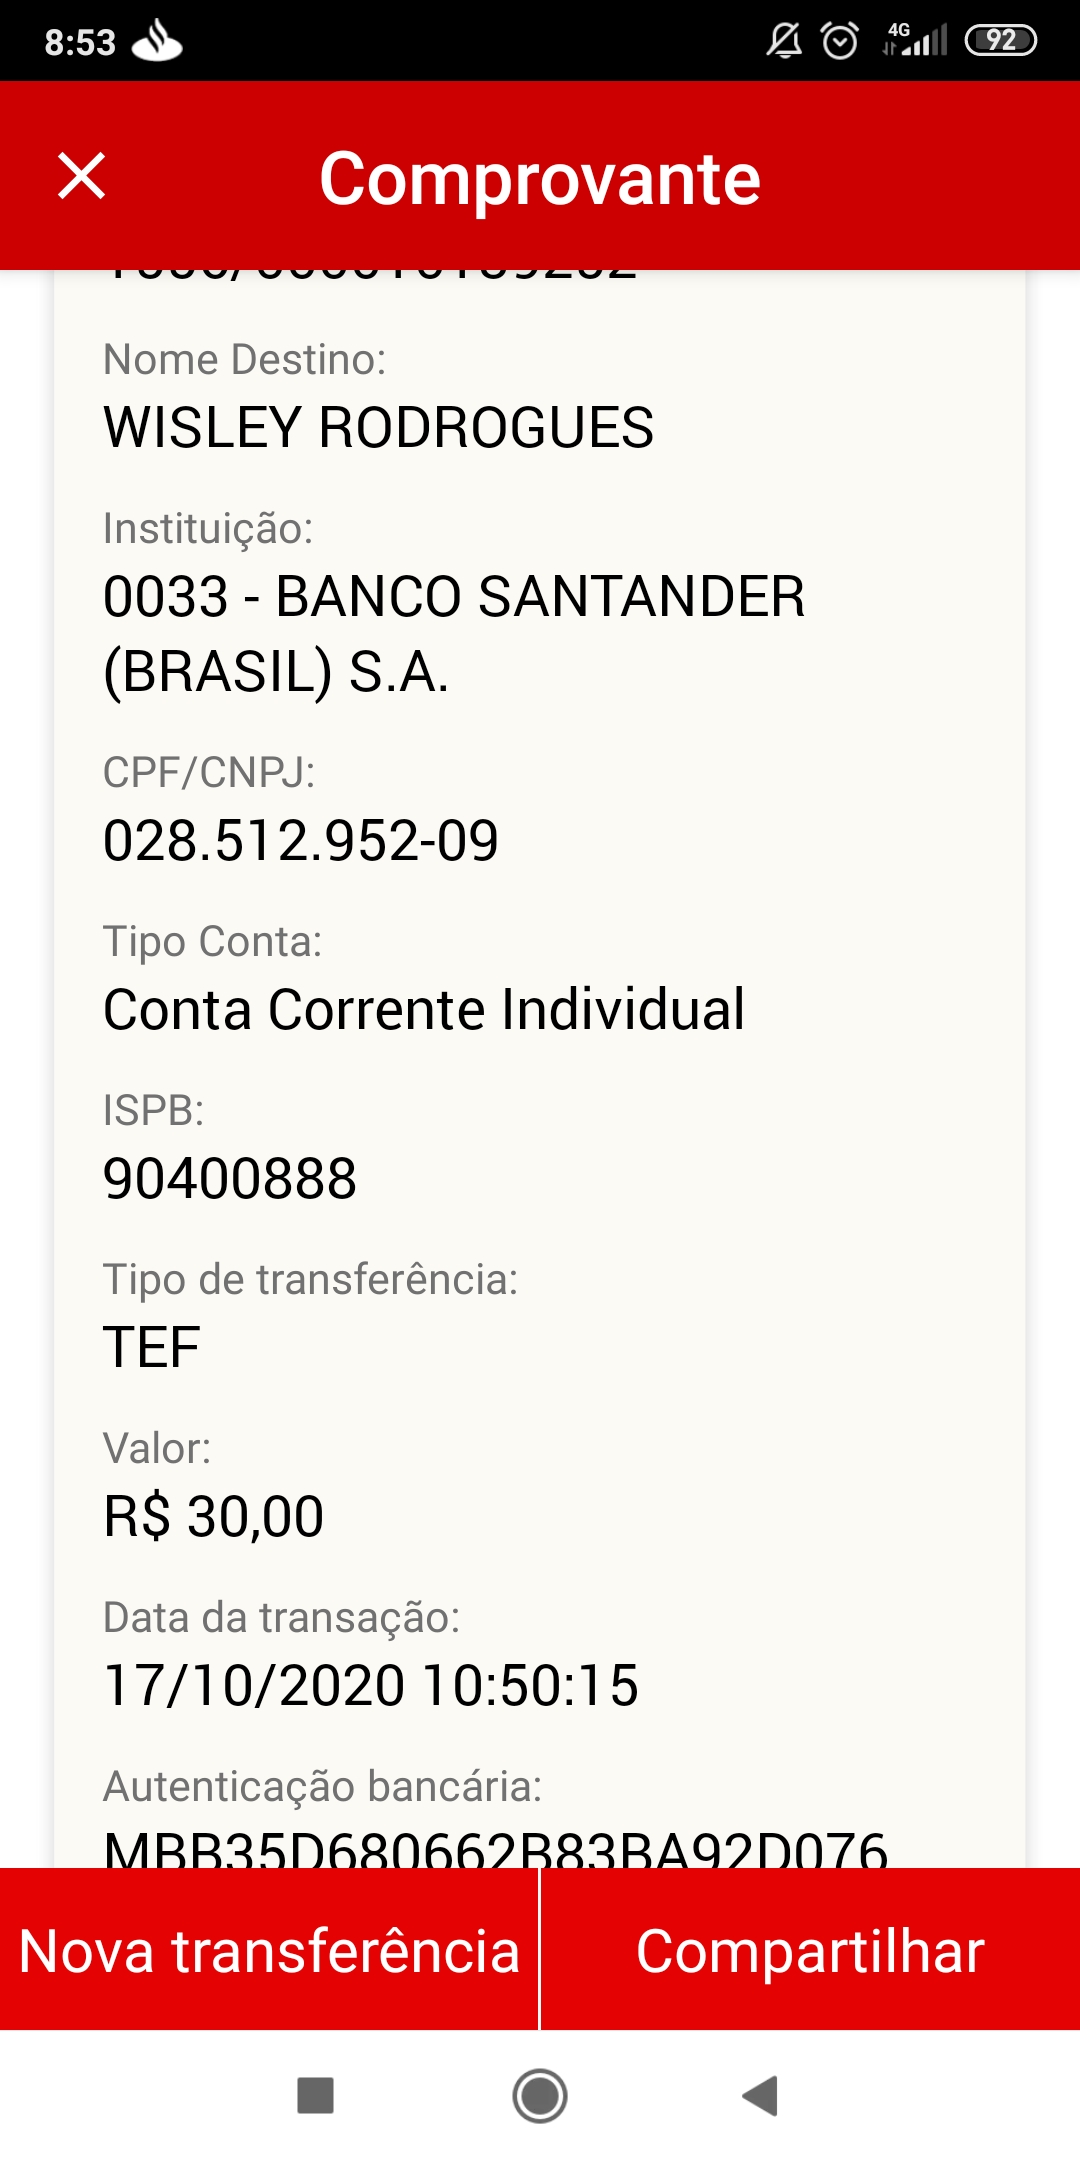 8:53
4G
92
Comprovante
Nome Destino:
WISLEY RODROGUES
Instituição:
0033 - BANCO SANTANDER
(BRASIL) S.A.
CPF/CNPJ:
028.512.952-09
Tipo Conta:
Conta Corrente Individual
ISPB:
90400888
Tipo de transferência:
TEF
Valor:
R$ 30,00
Data da transação:
17/10/2020 10:50:15
Autenticação bancária:
MBB35D680662B83BA92D076
Nova transferência
Compartilhar